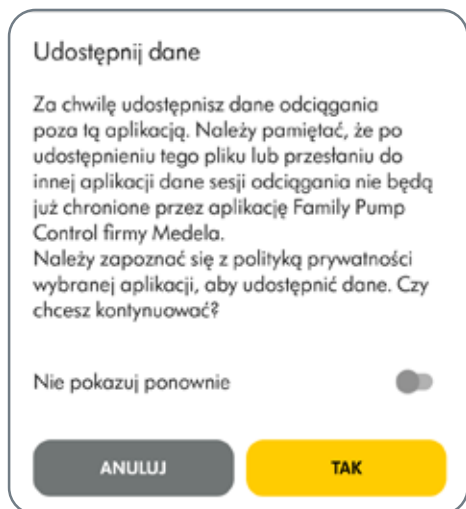 Udostępnij dane
Za chwilę udostępnisz dane odciągania
poza tą aplikacją. Należy pamiętać, że po
udostępnieniu tego pliku lub przesłaniu do
innej aplikacji dane sesji odciągania nie będą
już chronione przez aplikację Family Pump
Control firmy Medela.
Należy zapoznać się z polityką prywatności
wybranej aplikacji, aby udostępnić dane. Czy
chcesz kontynuować?
Nie pokazuj ponownie
ANULUJ TAK